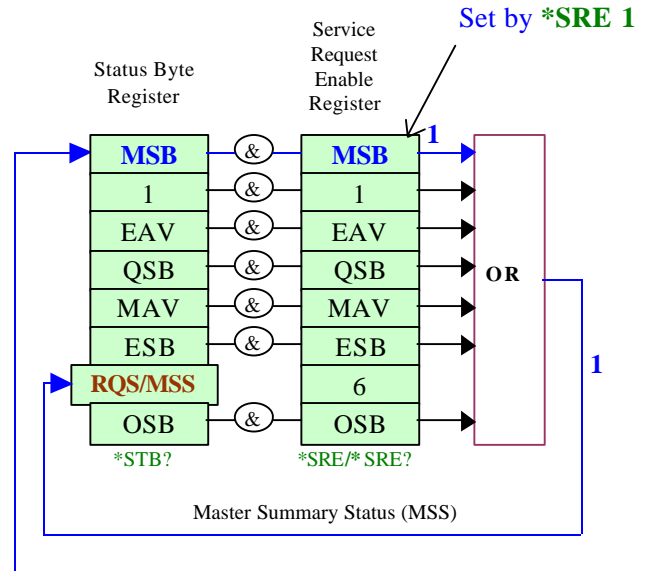 Set by *SRE 1
Service
Request
Enable
Register
Status Byte
Register
MSB & MSB 1
1 & 1
EAV & EAV
QSB & QSB OR
MAV & MAV
ESB & ESB
RQS/MSS 6 1
OSB & OSB
*STB? *SRE/*SRE?
Master Summary Status (MSS)